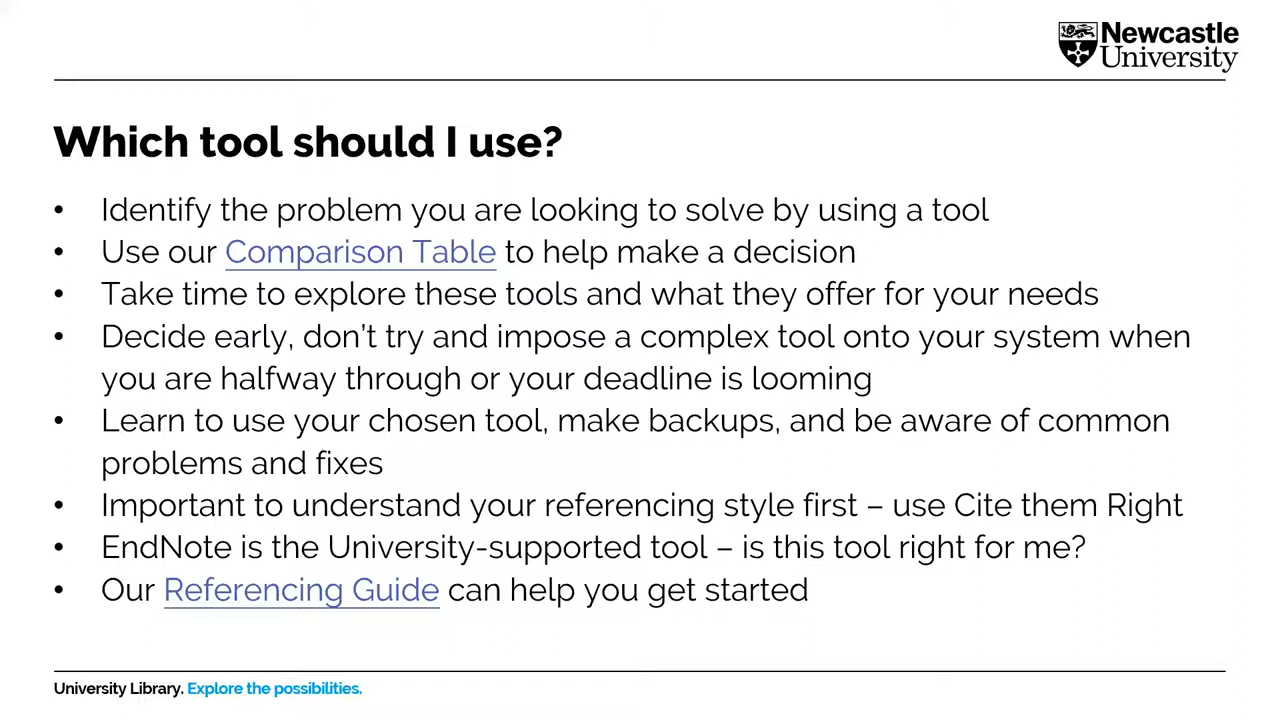 Newcastle
University
Which tool should I use?
• Identify the problem you are looking to solve by using a tool
• Use our Comparison Table to help make a decision
• Take time to explore these tools and what they offer for your needs
• Decide early, don’t try and impose a complex tool onto your system when
you are halfway through or your deadline is looming
• Learn to use your chosen tool, make backups, and be aware of common
problems and fixes
• Important to understand your referencing style first – use Cite them Right
• EndNote is the University-supported tool – is this tool right for me?
• Our Referencing Guide can help you get started
University Library. Explore the possibilities.